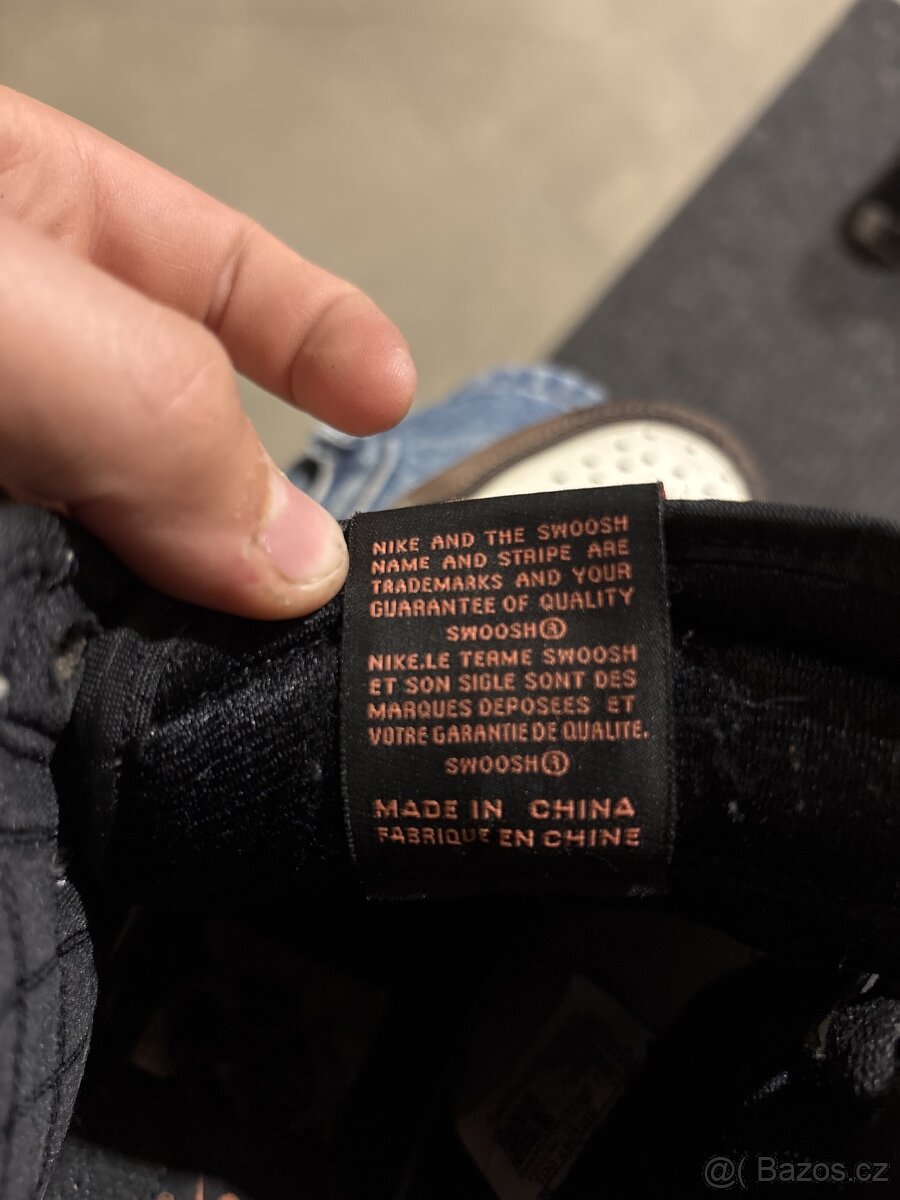 NIKE AND THE SWOOSH
NAME AND STRIPE ARE
TRADEMARKS AND YOUR
GUARANTEE OF QUALITY
SWOOSH®
NIKE.LE TERME SWOOSH
ET SON SIGLE SONT DES
MARQUES DEPOSEES ET
VOTRE GARANTIE DE QUALITE.
SWOOSH®
MADE IN CHINA
FABRIQUE EN CHINE
@( Bazos.cz